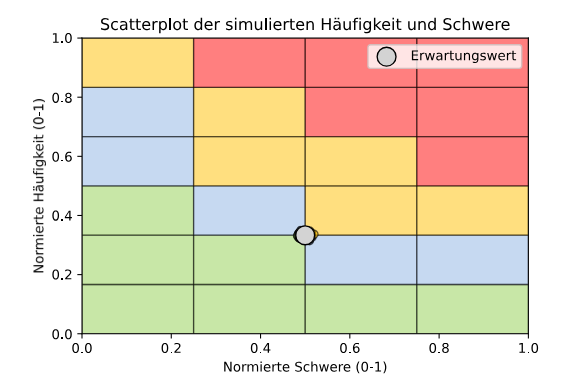 Scatterplot der simulierten Häufigkeit und Schwere
Erwartungswert
Normierte Häufigkeit (0-1)
1.0
0.8
0.6
0.4
0.2
0.0
0.0 0.2 0.4 0.6 0.8 1.0
Normierte Schwere (0-1)